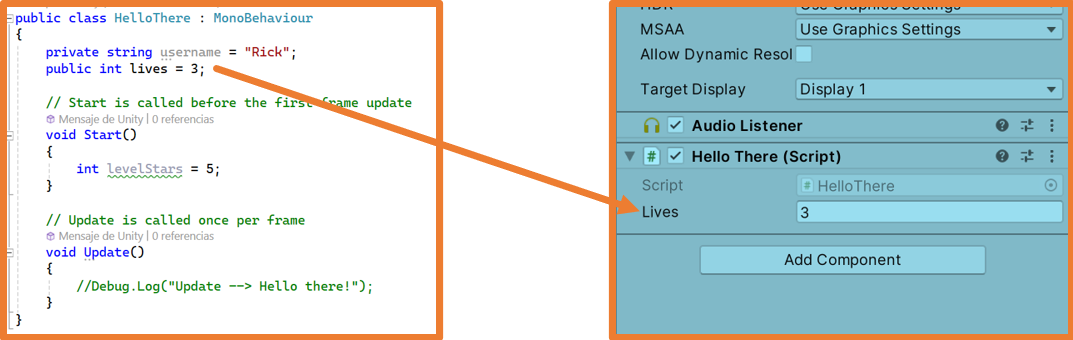 public class HelloThere : MonoBehaviour
{
private string username = "Rick";
public int lives = 3;
// Start is called before the first frame update
Mensaje de Unity | 0 referencias
void Start()
{
int levelStars = 5;
}
// Update is called once per frame
Mensaje de Unity | 0 referencias
void Update()
{
//Debug.Log("Update --> Hello there!");
}
}
MSAA
Use Graphics Settings
Allow Dynamic Resol
Target Display
Display 1
Audio Listener
Hello There (Script)
Script
# HelloThere
Lives
3
Add Component